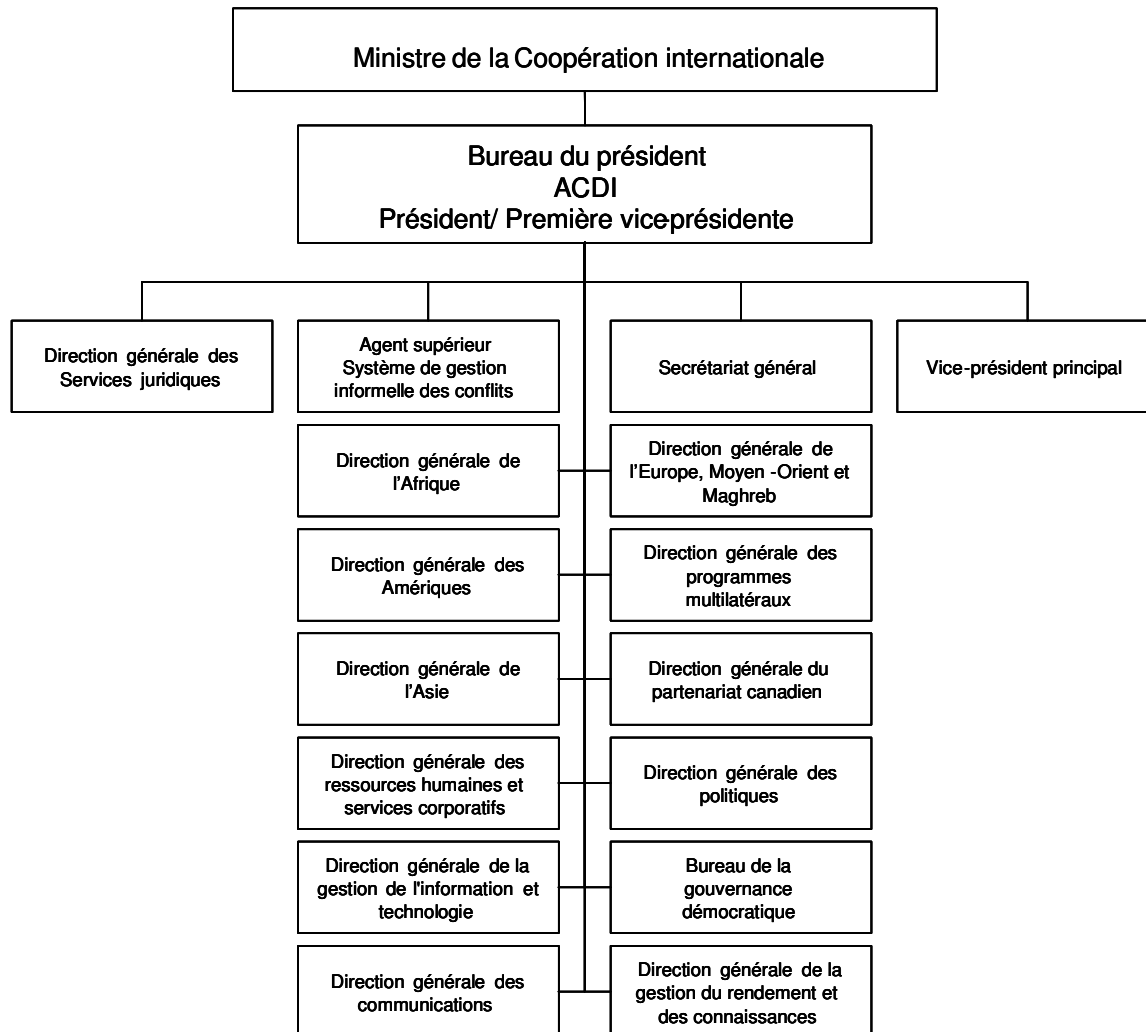 Ministre de la Coopération internationale
Bureau du président
ACDI
Président/ Première vice-présidente
Direction générale des
Services juridiques
Agent supérieur
Système de gestion
informelle des conflits
Secrétariat général
Vice-président principal
Direction générale de
l'Afrique
Direction générale de
l'Europe, Moyen -Orient et
Maghreb
Direction générale des
Amériques
Direction générale des
programmes
multilatéraux
Direction générale de
l'Asie
Direction générale du
partenariat canadien
Direction générale des
ressources humaines et
services corporatifs
Direction générale des
politiques
Direction générale de la
gestion de l'information et
technologie
Bureau de la
gouvernance
démocratique
Direction générale des
communications
Direction générale de la
gestion du rendement et
des connaissances